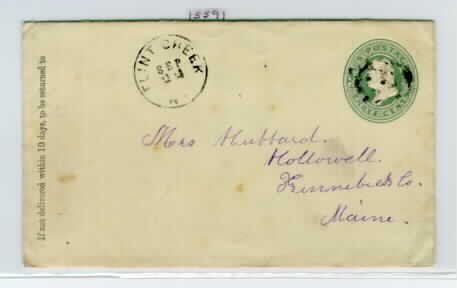 15591
If not delivered within 10 days, to be returned to
FLINT CREEK
SEP
U.S. POSTAGE
THREE CENTS
Mrs Hubbard.
Hollowell.
Kinnebeck Co.
Maine.